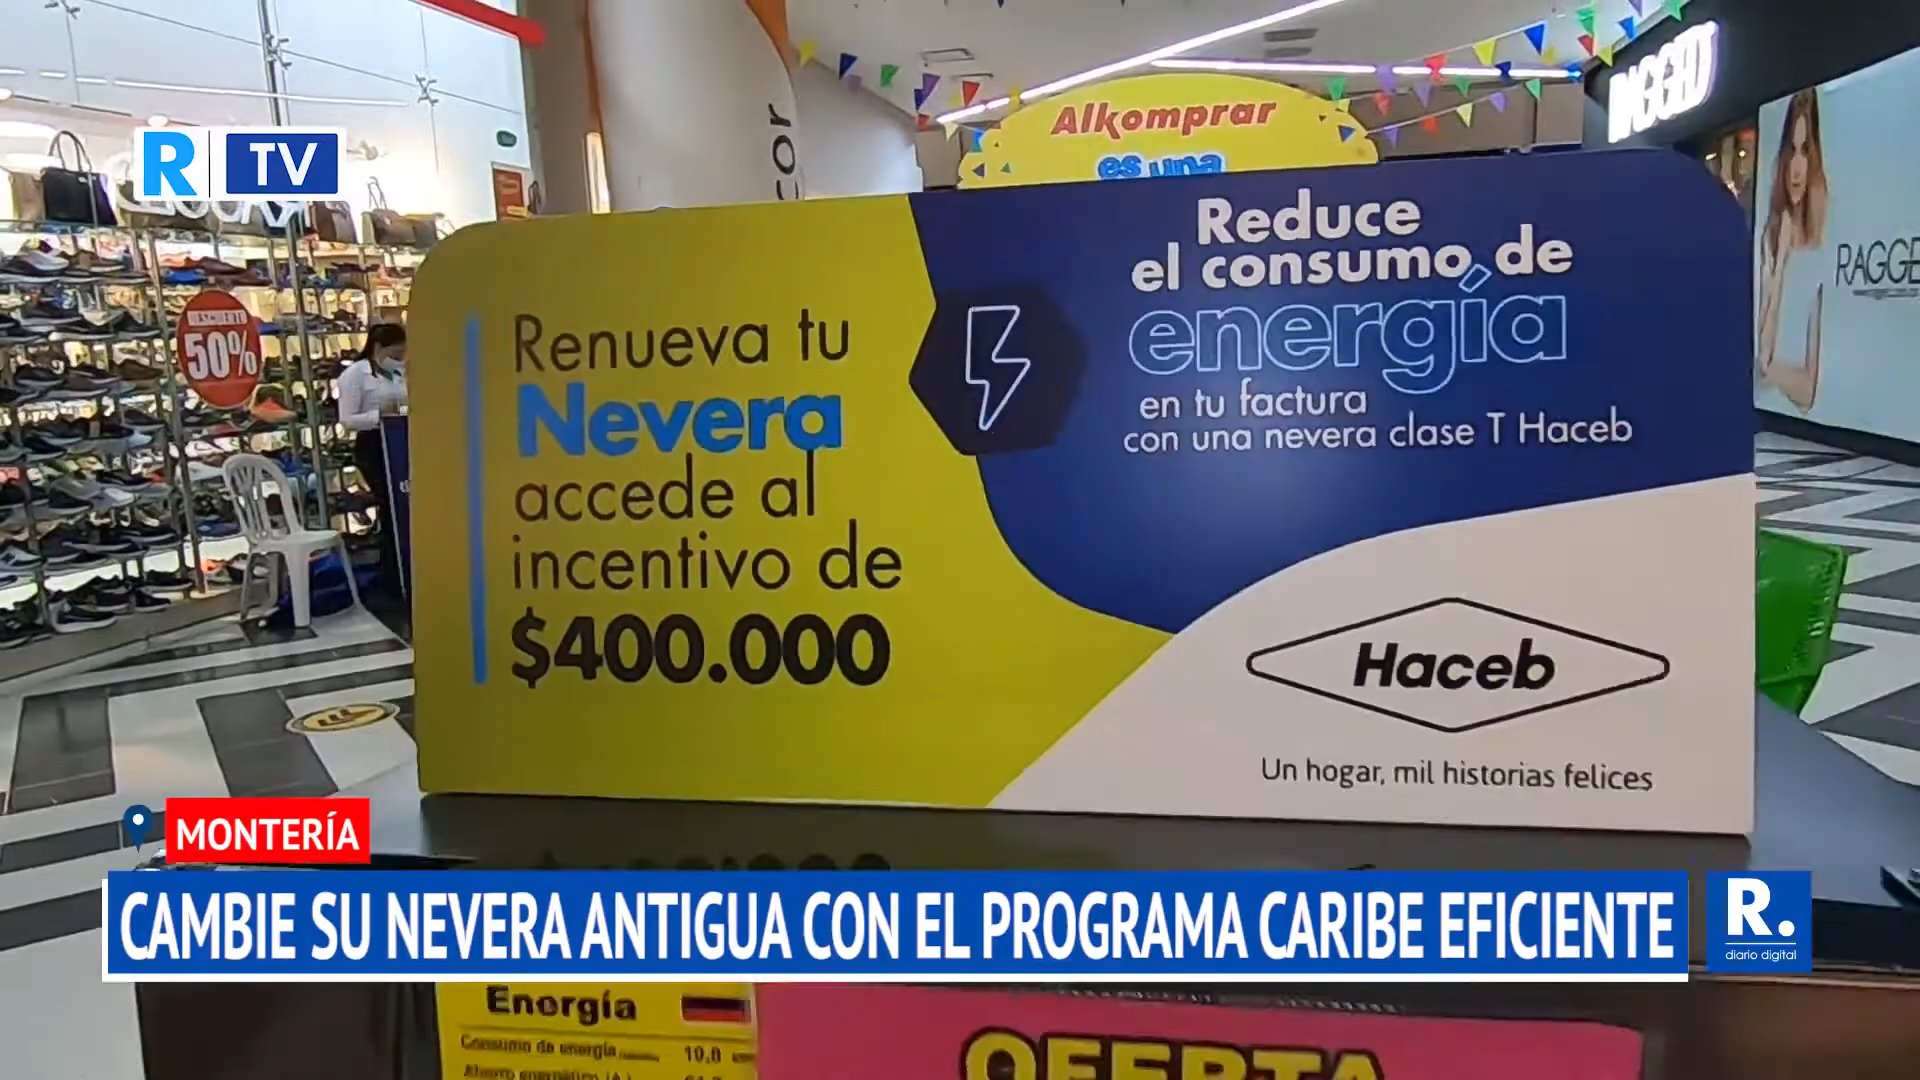 R TV
Alkomprar
es una
RAGGED
cor
50%
RAGGE
Renueva tu
Nevera
accede al
incentivo de
$400.000
Reduce
el consumo de
energía
en tu factura
con una nevera clase T Haceb
Haceb
Un hogar, mil historias felices
MONTERÍA
CAMBIE SU NEVERA ANTIGUA CON EL PROGRAMA CARIBE EFICIENTE
R.
diario digital
Energía
Consumo de energía
10,0
OFERTA